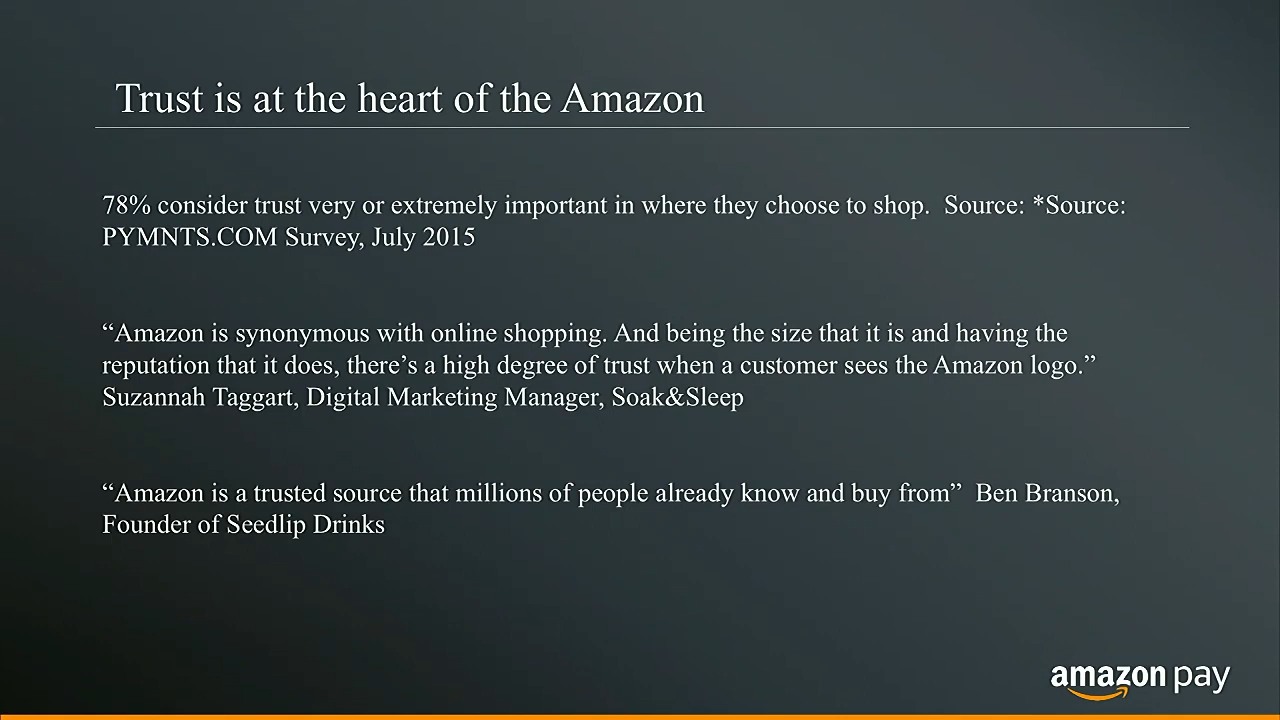 Trust is at the heart of the Amazon
78% consider trust very or extremely important in where they choose to shop.  Source: *Source:
PYMNTS.COM Survey, July 2015
“Amazon is synonymous with online shopping. And being the size that it is and having the
reputation that it does, there’s a high degree of trust when a customer sees the Amazon logo.”
Suzannah Taggart, Digital Marketing Manager, Soak&Sleep
“Amazon is a trusted source that millions of people already know and buy from”  Ben Branson,
Founder of Seedlip Drinks
amazon pay